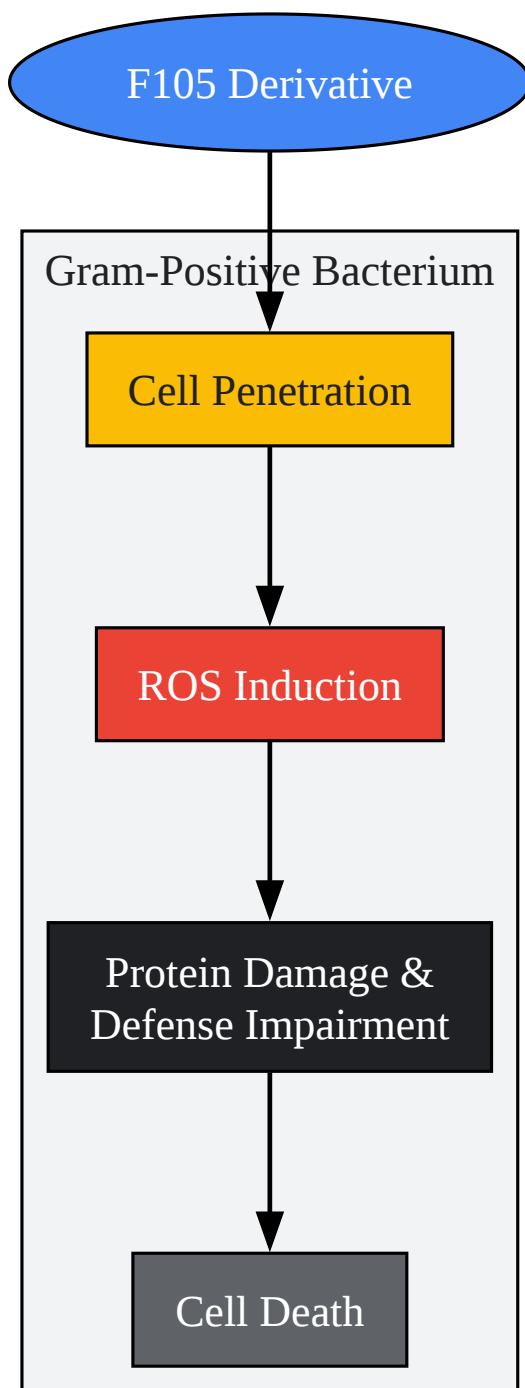 F105 Derivative
Gram-Positive Bacterium
Cell Penetration
ROS Induction
Protein Damage &
Defense Impairment
Cell Death